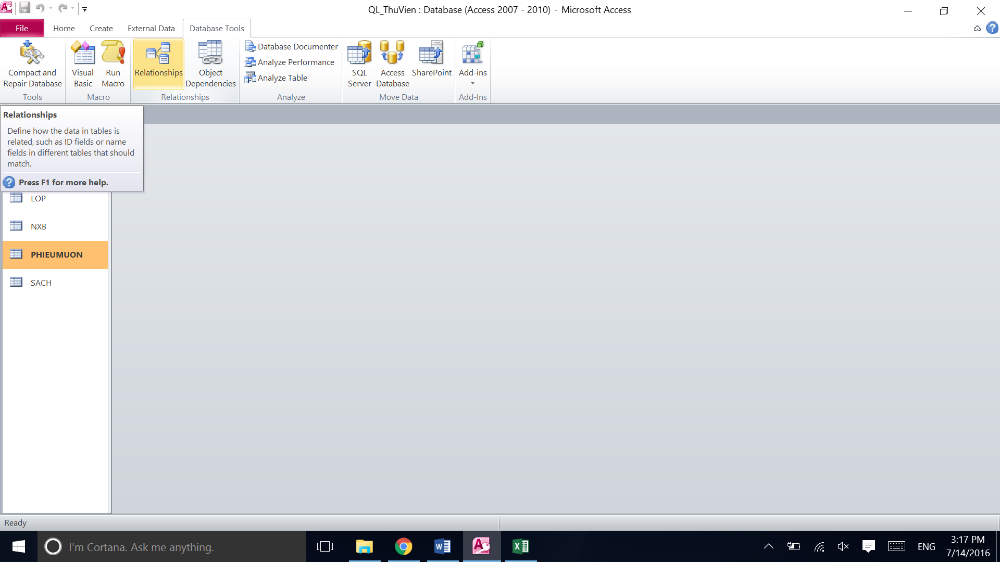 QL_ThuVien : Database (Access 2007 - 2010) - Microsoft Access
File Home Create External Data Database Tools
Compact and Repair Database
Visual Basic
Run Macro
Relationships
Object Dependencies
Database Documenter
Analyze Performance
Analyze Table
SQL Server
Access Database
SharePoint
Add-ins
Tools Macro Relationships Analyze Move Data Add-Ins
Relationships
Define how the data in tables is
related, such as ID fields or name
fields in different tables that should
match.
Press F1 for more help.
LOP
NXB
PHIEUMUON
SACH
Ready
I'm Cortana. Ask me anything.
ENG
3:17 PM
7/14/2016